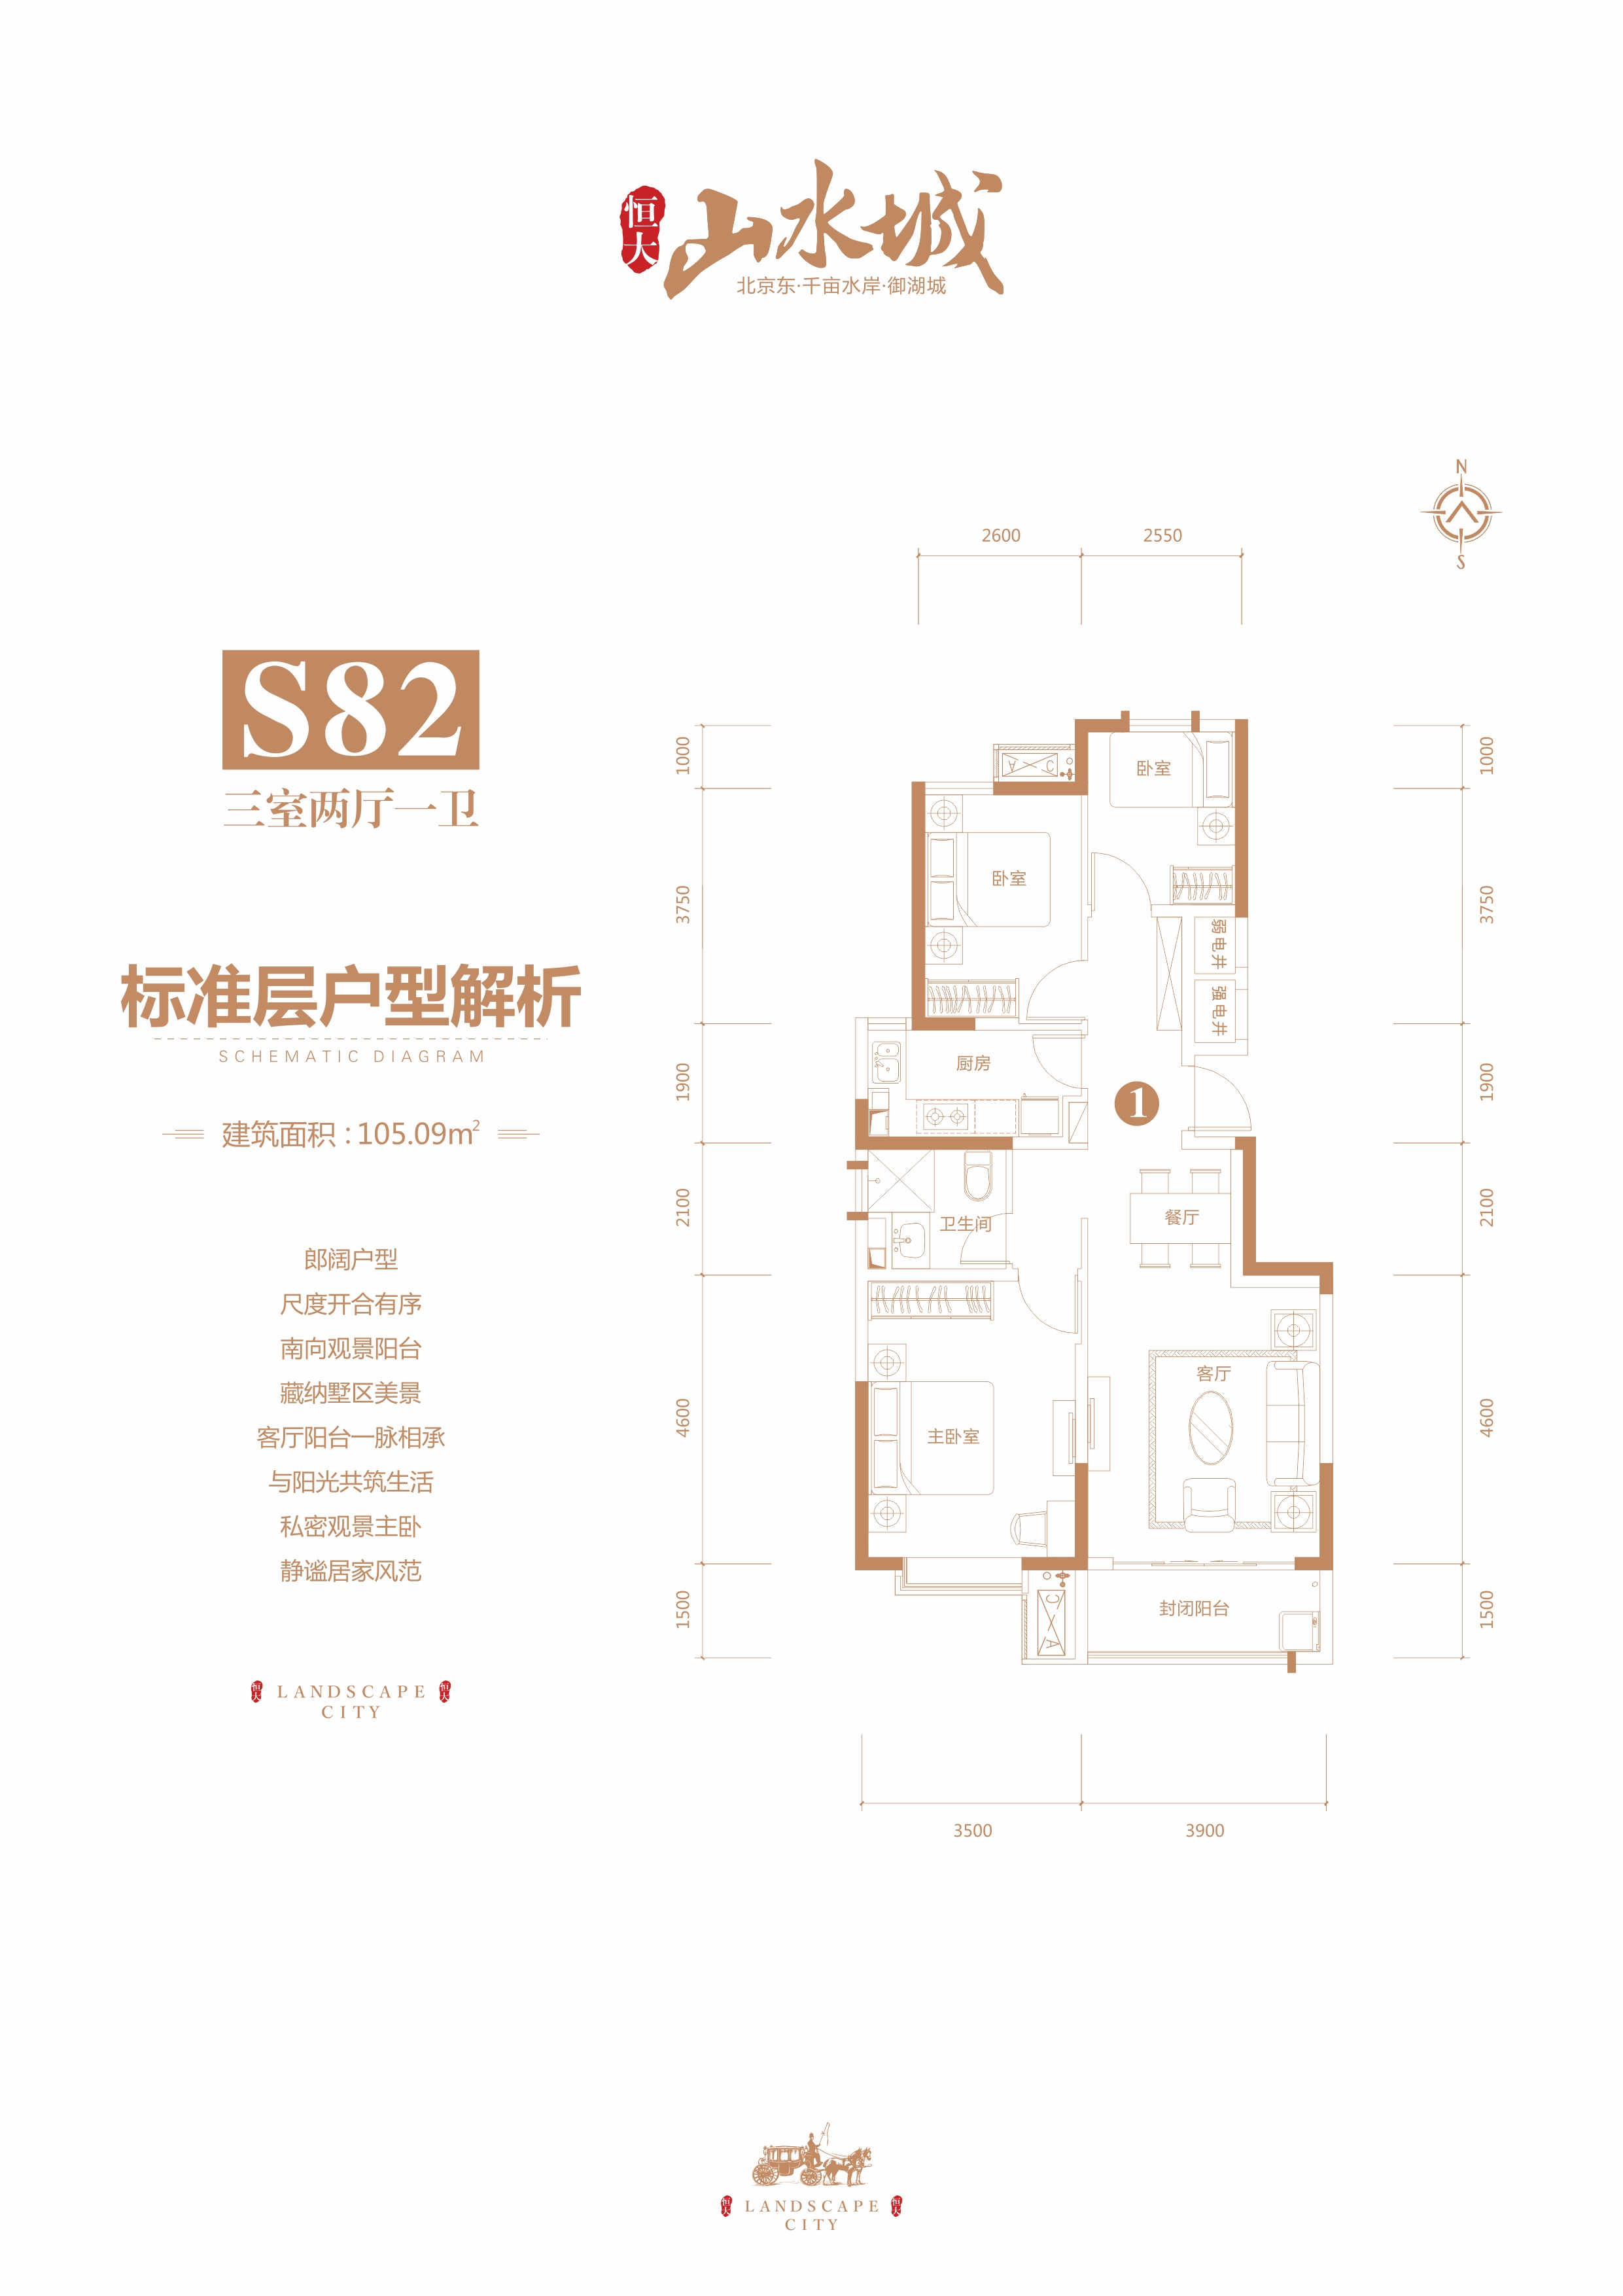 恒大
山水城
北京东·千亩水岸·御湖城
N
S
2600 2550
S82
三室两厅一卫
标准层户型解析
SCHEMATIC DIAGRAM
建筑面积：105.09m²
郎阔户型
尺度开合有序
南向观景阳台
藏纳墅区美景
客厅阳台一脉相承
与阳光共筑生活
私密观景主卧
静谧居家风范
恒大 LANDSCAPE 恒大
CITY
1000
3750
1900
2100
4600
1500
卧室
A C
卧室
弱电井
强电井
厨房
1
卫生间
餐厅
客厅
主卧室
封闭阳台
C A
1000
3750
1900
2100
4600
1500
3500 3900
恒大 LANDSCAPE 恒大
CITY